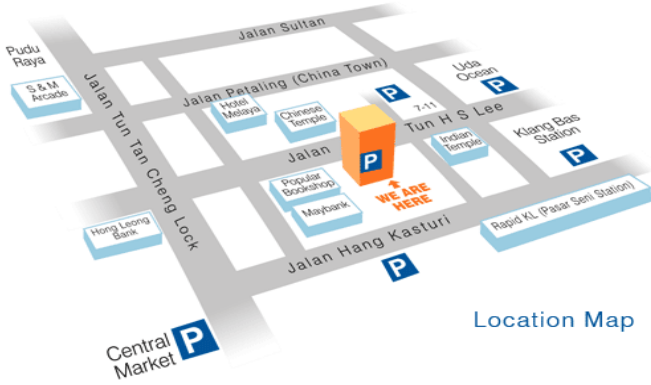 Jalan Sultan
Pudu
Raya
S & M
Arcade
Jalan Tun Tan Cheng Lock
Jalan Petaling (China Town)
Uda
Ocean
P
P
7-11
Hotel
Melaya
Chinese
Temple
Jalan Tun H S Lee
P
Indian
Temple
Klang Bas
Station
P
Popular
Bookshop
Maybank
WE ARE
HERE
Hong Leong
Bank
Rapid KL (Pasar Seni Station)
Jalan Hang Kasturi
P
Central
Market
P
Location Map